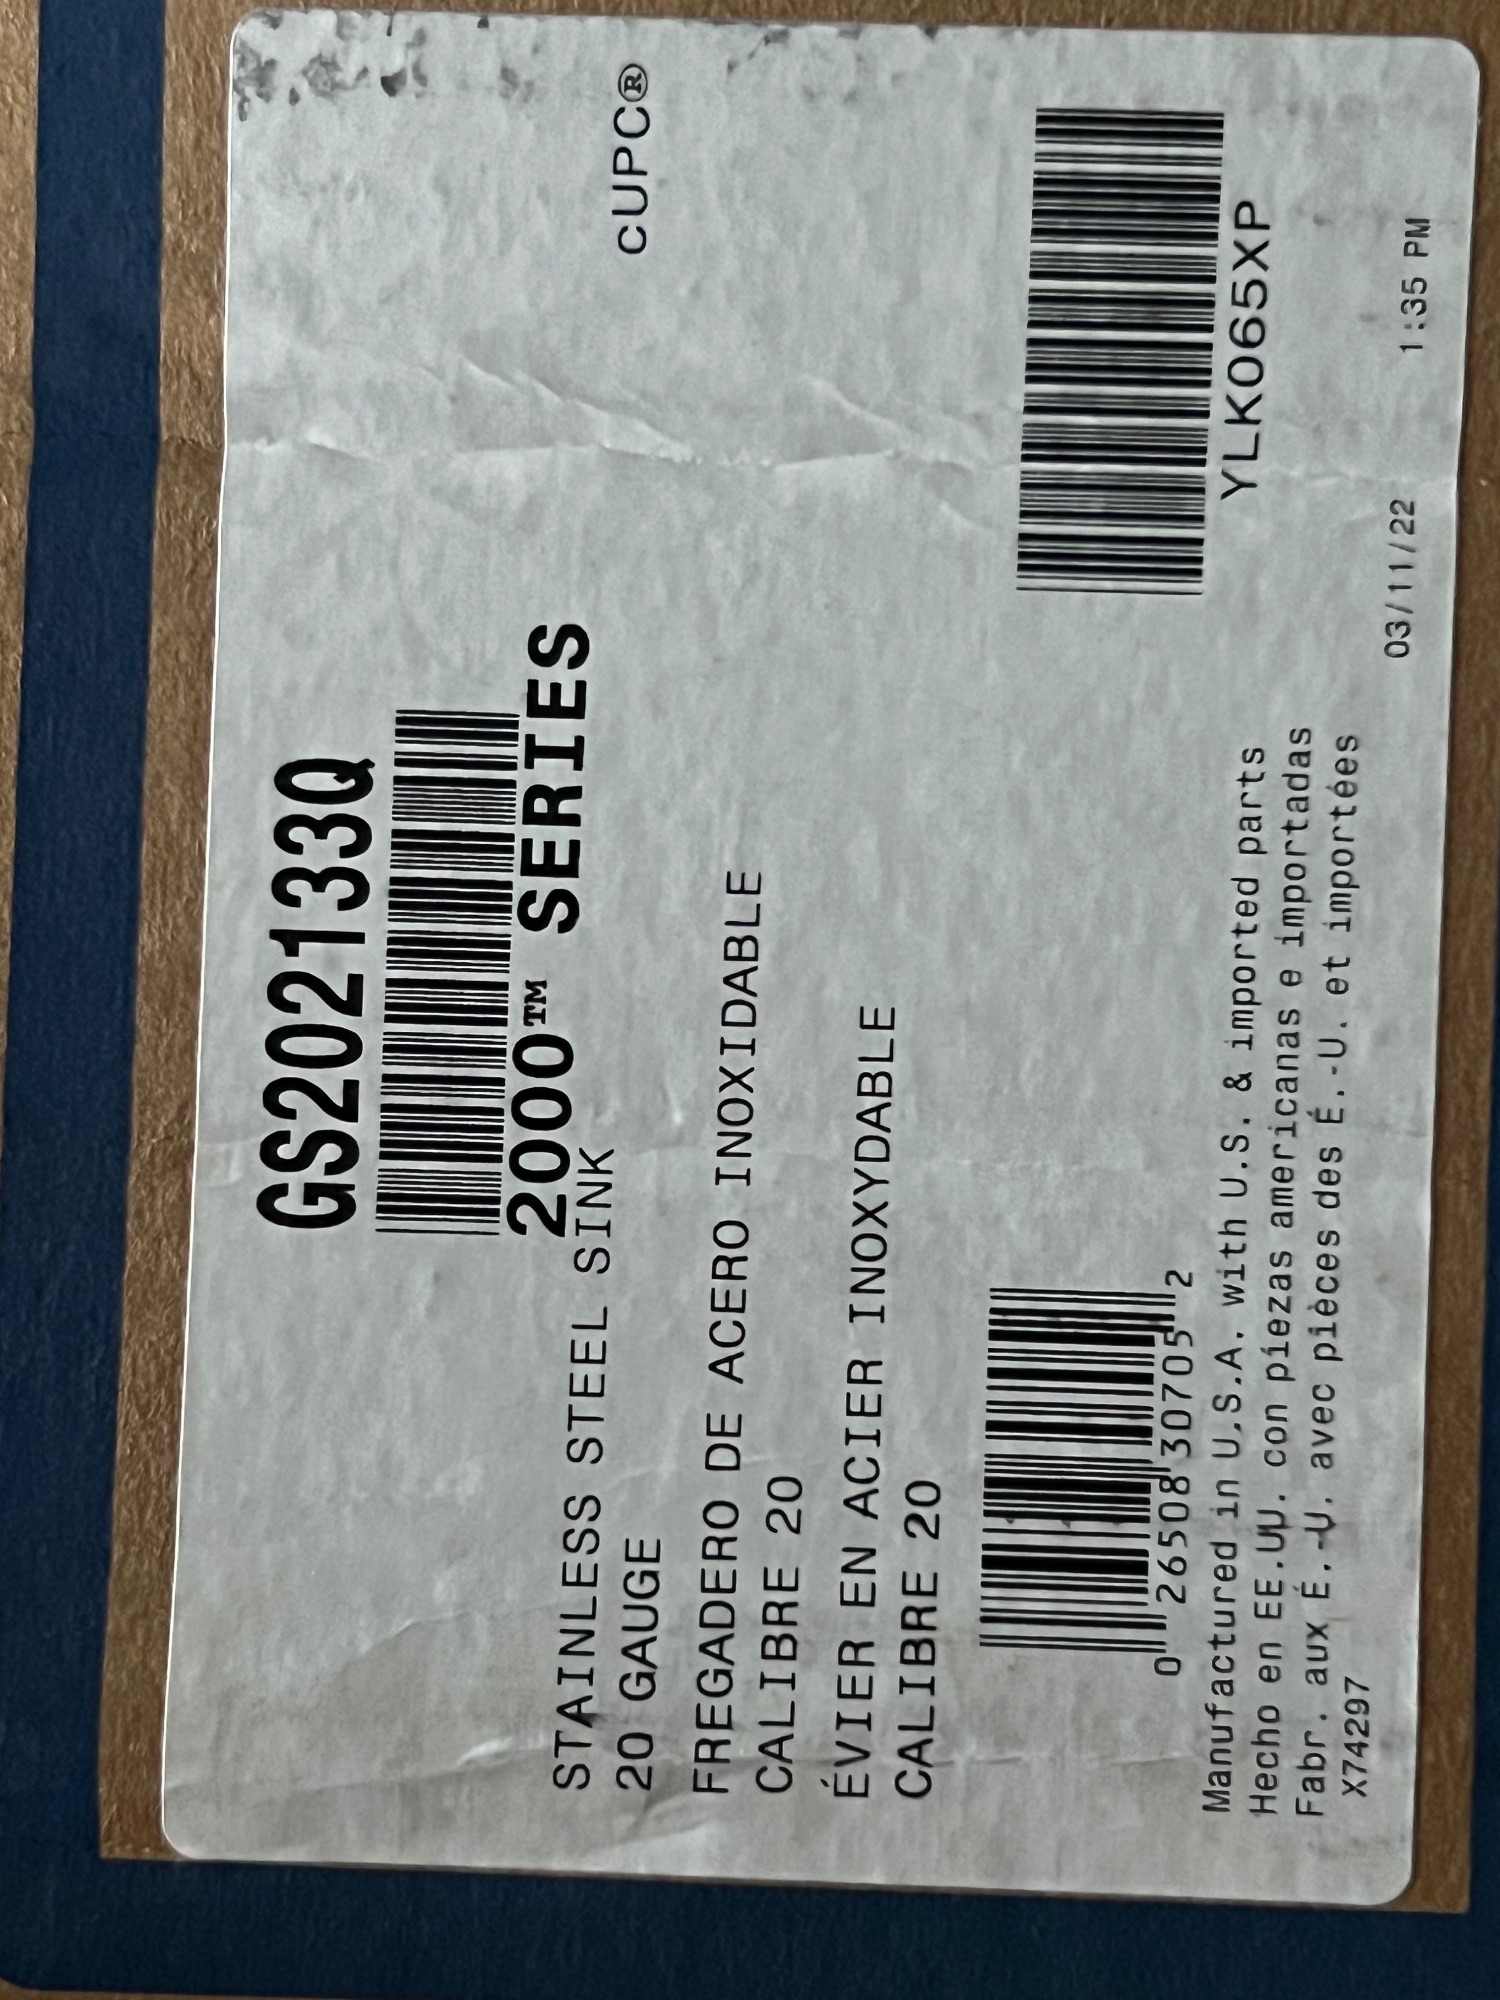 GS202133Q
2000™ SERIES
STAINLESS STEEL SINK
20 GAUGE
CUPC®
FREGADERO DE ACERO INOXIDABLE
CALIBRE 20
ÉVIER EN ACIER INOXYDABLE
CALIBRE 20
0 26508 30705 2
YLK065XP
Manufactured in U.S.A. with U.S. & imported parts
Hecho en EE.UU. con piezas americanas e importadas
Fabr. aux É.-U. avec pièces des É.-U. et importées
X74297
03/11/22 1:35 PM